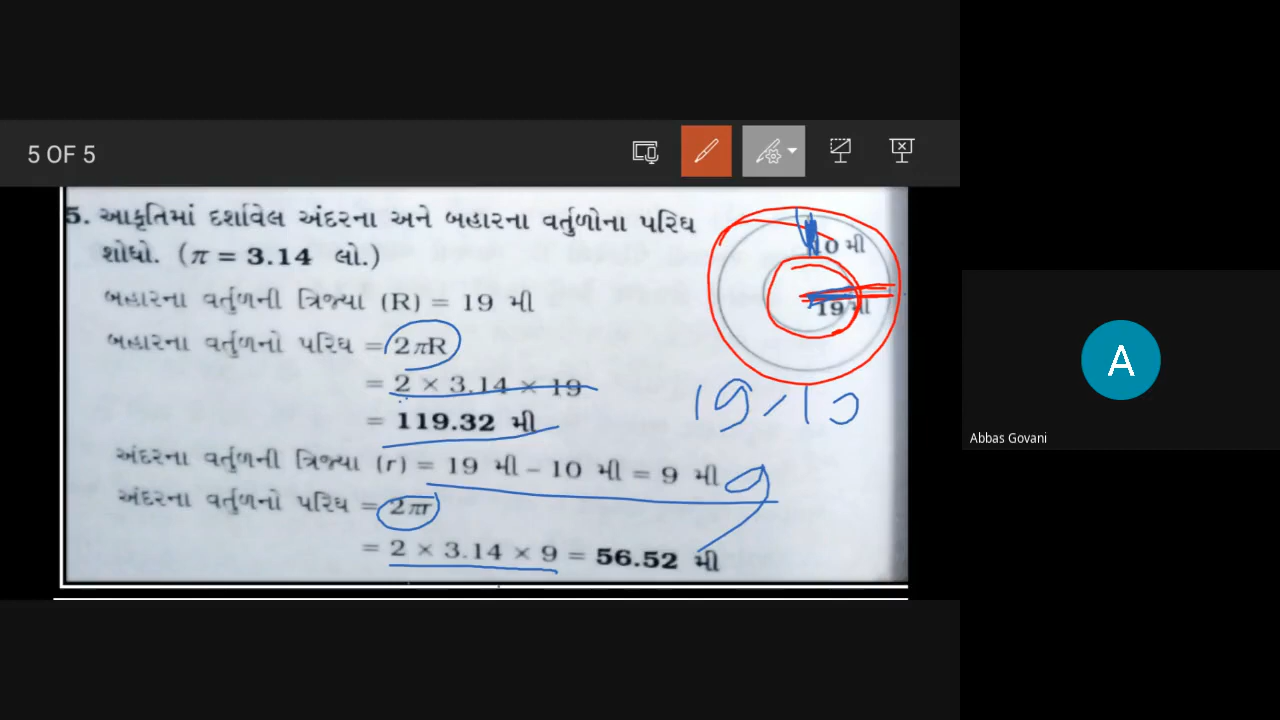 5 OF 5
5. આકૃતિમાં દર્શાવેલ અંદરના અને બહારના વર્તુળોના પરિઘ
શોધો. (π = 3.14 લો.)
10 મી
19 મી
બહારના વર્તુળની ત્રિજ્યા (R) = 19 મી
બહારના વર્તુળનો પરિઘ = 2πR
= 2 × 3.14 × 19
= 119.32 મી
19-10
અંદરના વર્તુળની ત્રિજ્યા (r) = 19 મી – 10 મી = 9 મી
9
અંદરના વર્તુળનો પરિઘ = 2πr
= 2 × 3.14 × 9 = 56.52 મી
A
Abbas Govani